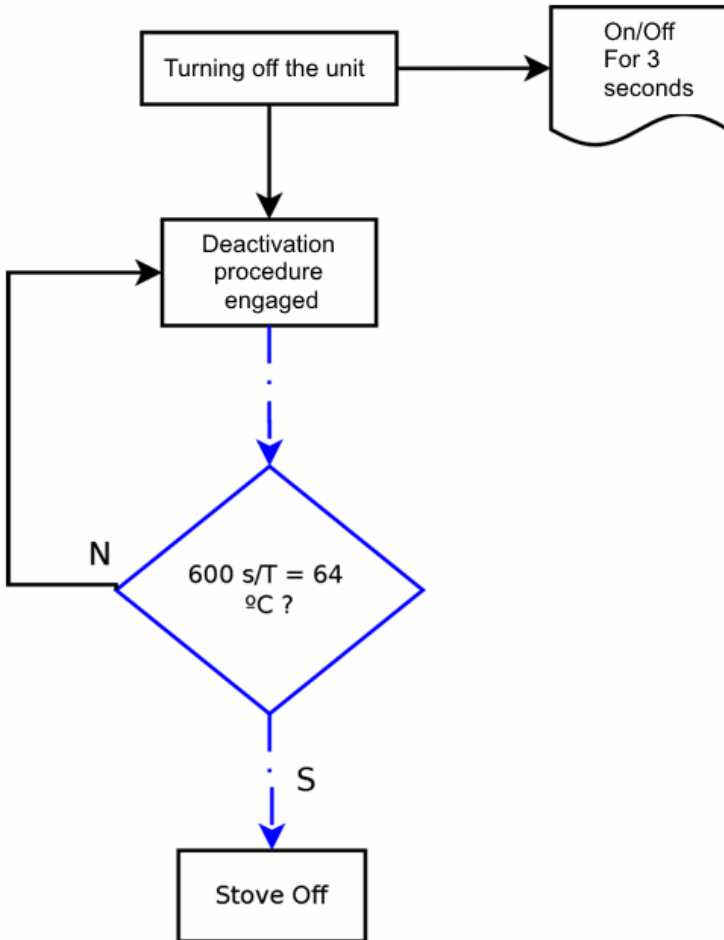 Turning off the unit
On/Off
For 3
seconds
Deactivation
procedure
engaged
N
600 s/T = 64
ºC ?
S
Stove Off